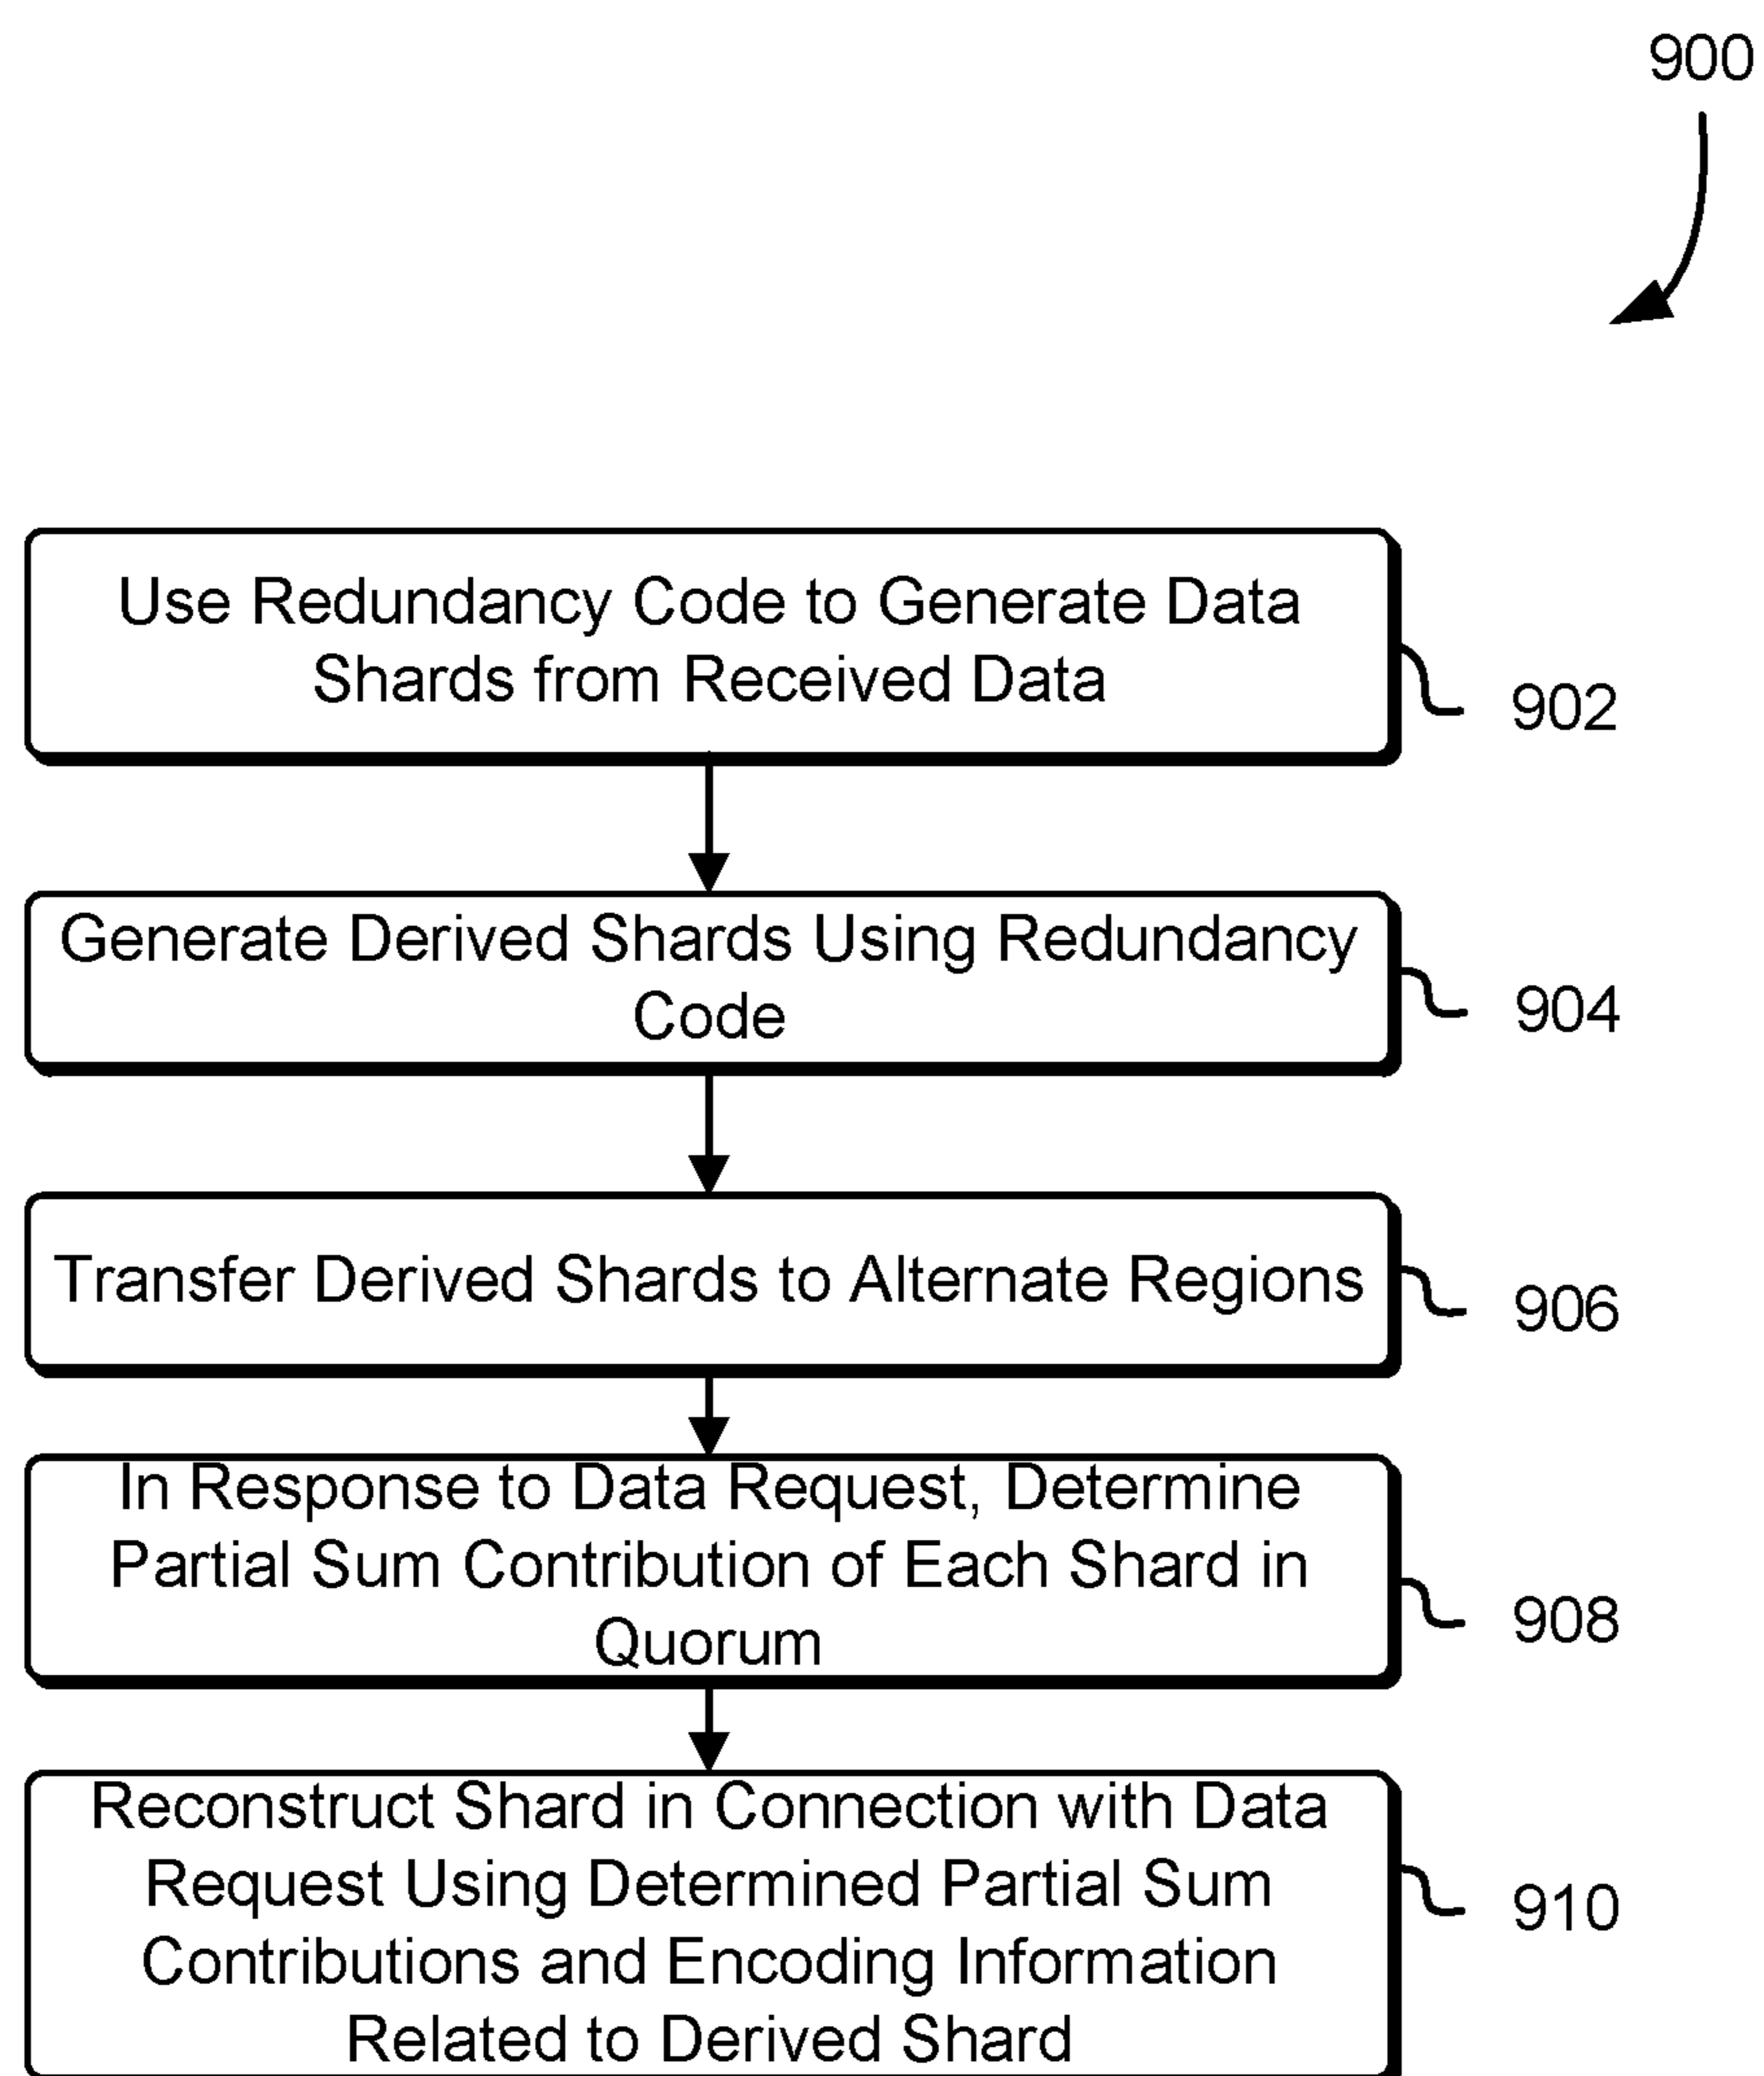 900
Use Redundancy Code to Generate Data
Shards from Received Data
902
Generate Derived Shards Using Redundancy
Code
904
Transfer Derived Shards to Alternate Regions
906
In Response to Data Request, Determine
Partial Sum Contribution of Each Shard in
Quorum
908
Reconstruct Shard in Connection with Data
Request Using Determined Partial Sum
Contributions and Encoding Information
Related to Derived Shard
910